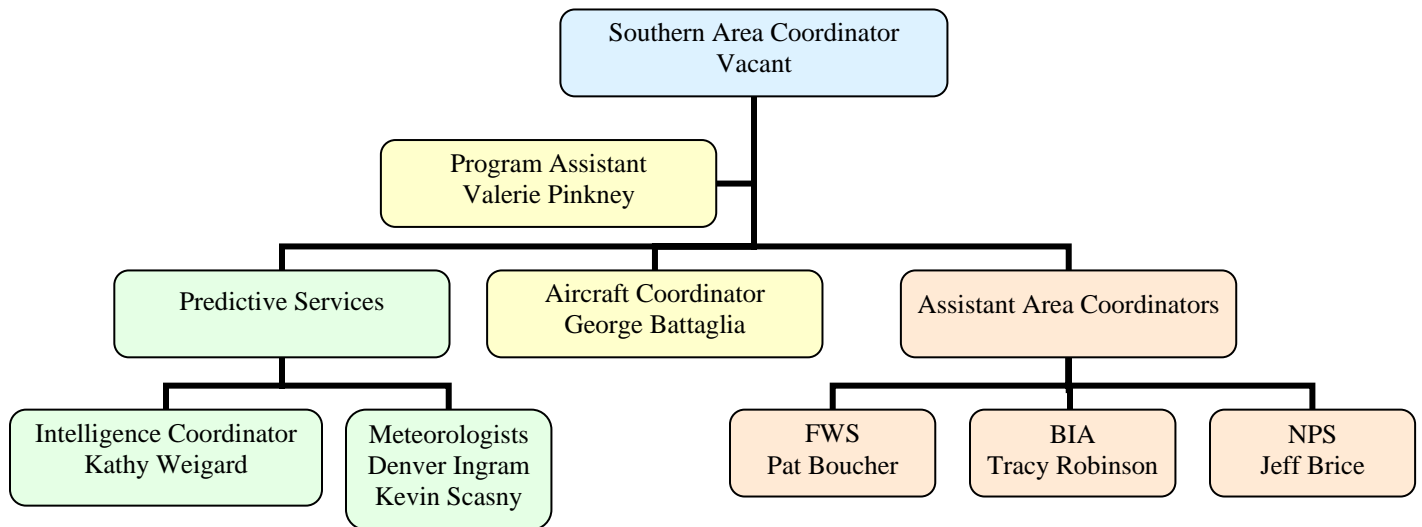 Southern Area Coordinator
Vacant
Program Assistant
Valerie Pinkney
Predictive Services
Aircraft Coordinator
George Battaglia
Assistant Area Coordinators
Intelligence Coordinator
Kathy Weigard
Meteorologists
Denver Ingram
Kevin Scasny
FWS
Pat Boucher
BIA
Tracy Robinson
NPS
Jeff Brice